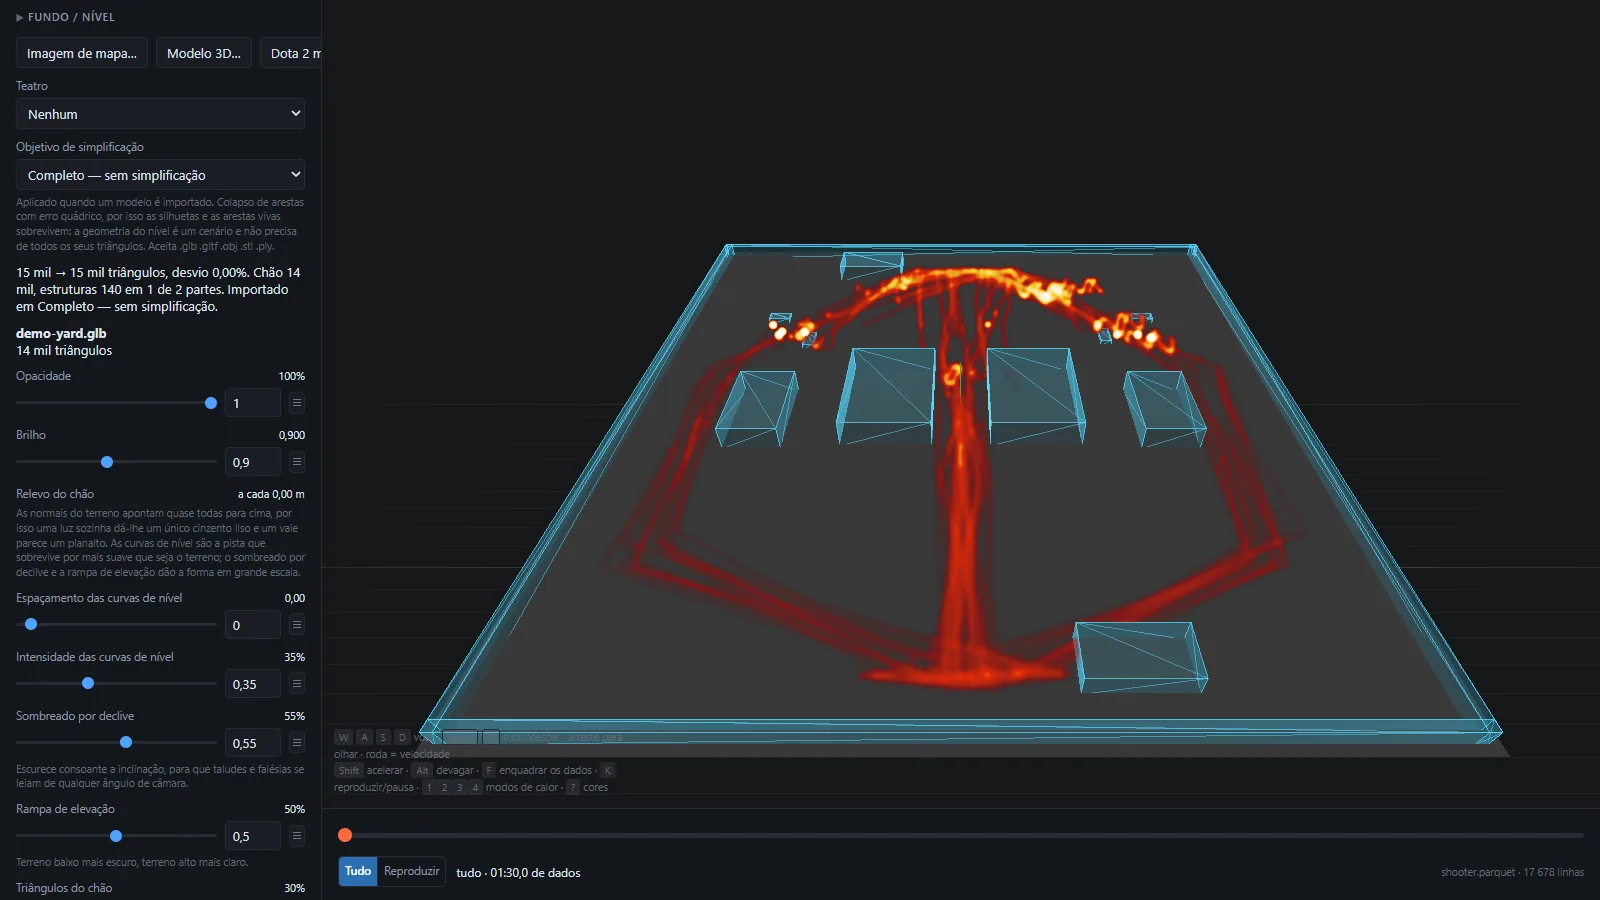 ▶ FUNDO / NÍVEL
Imagem de mapa...
Modelo 3D...
Dota 2 m
Teatro
Nenhum
Objetivo de simplificação
Completo — sem simplificação
Aplicado quando um modelo é importado. Colapso de arestas
com erro quádrico, por isso as silhuetas e as arestas vivas
sobrevivem: a geometria do nível é um cenário e não precisa
de todos os seus triângulos. Aceita .glb .gltf .obj .stl .ply.
15 mil → 15 mil triângulos, desvio 0,00%. Chão 14
mil, estruturas 140 em 1 de 2 partes. Importado
em Completo — sem simplificação.
demo-yard.glb
14 mil triângulos
Opacidade 100%
1
Brilho 0,900
0,9
Relevo do chão a cada 0,00 m
As normais do terreno apontam quase todas para cima, por
isso uma luz sozinha dá-lhe um único cinzento liso e um vale
parece um planalto. As curvas de nível são a pista que
sobrevive por mais suave que seja o terreno; o sombreado por
declive e a rampa de elevação dão a forma em grande escala.
Espaçamento das curvas de nível 0,00
0
Intensidade das curvas de nível 35%
0,35
Sombreado por declive 55%
0,55
Escurece consoante a inclinação, para que taludes e falésias se
leiam de qualquer ângulo de câmara.
Rampa de elevação 50%
0,5
Terreno baixo mais escuro, terreno alto mais claro.
Triângulos do chão 30%
W A S D subir/descer · arraste para
olhar · roda = velocidade
Shift acelerar · Alt devagar · F enquadrar os dados · K
reproduzir/pausa · 1 2 3 4 modos de calor · ? cores
Tudo Reproduzir tudo · 01:30,0 de dados
shooter.parquet · 17 678 linhas